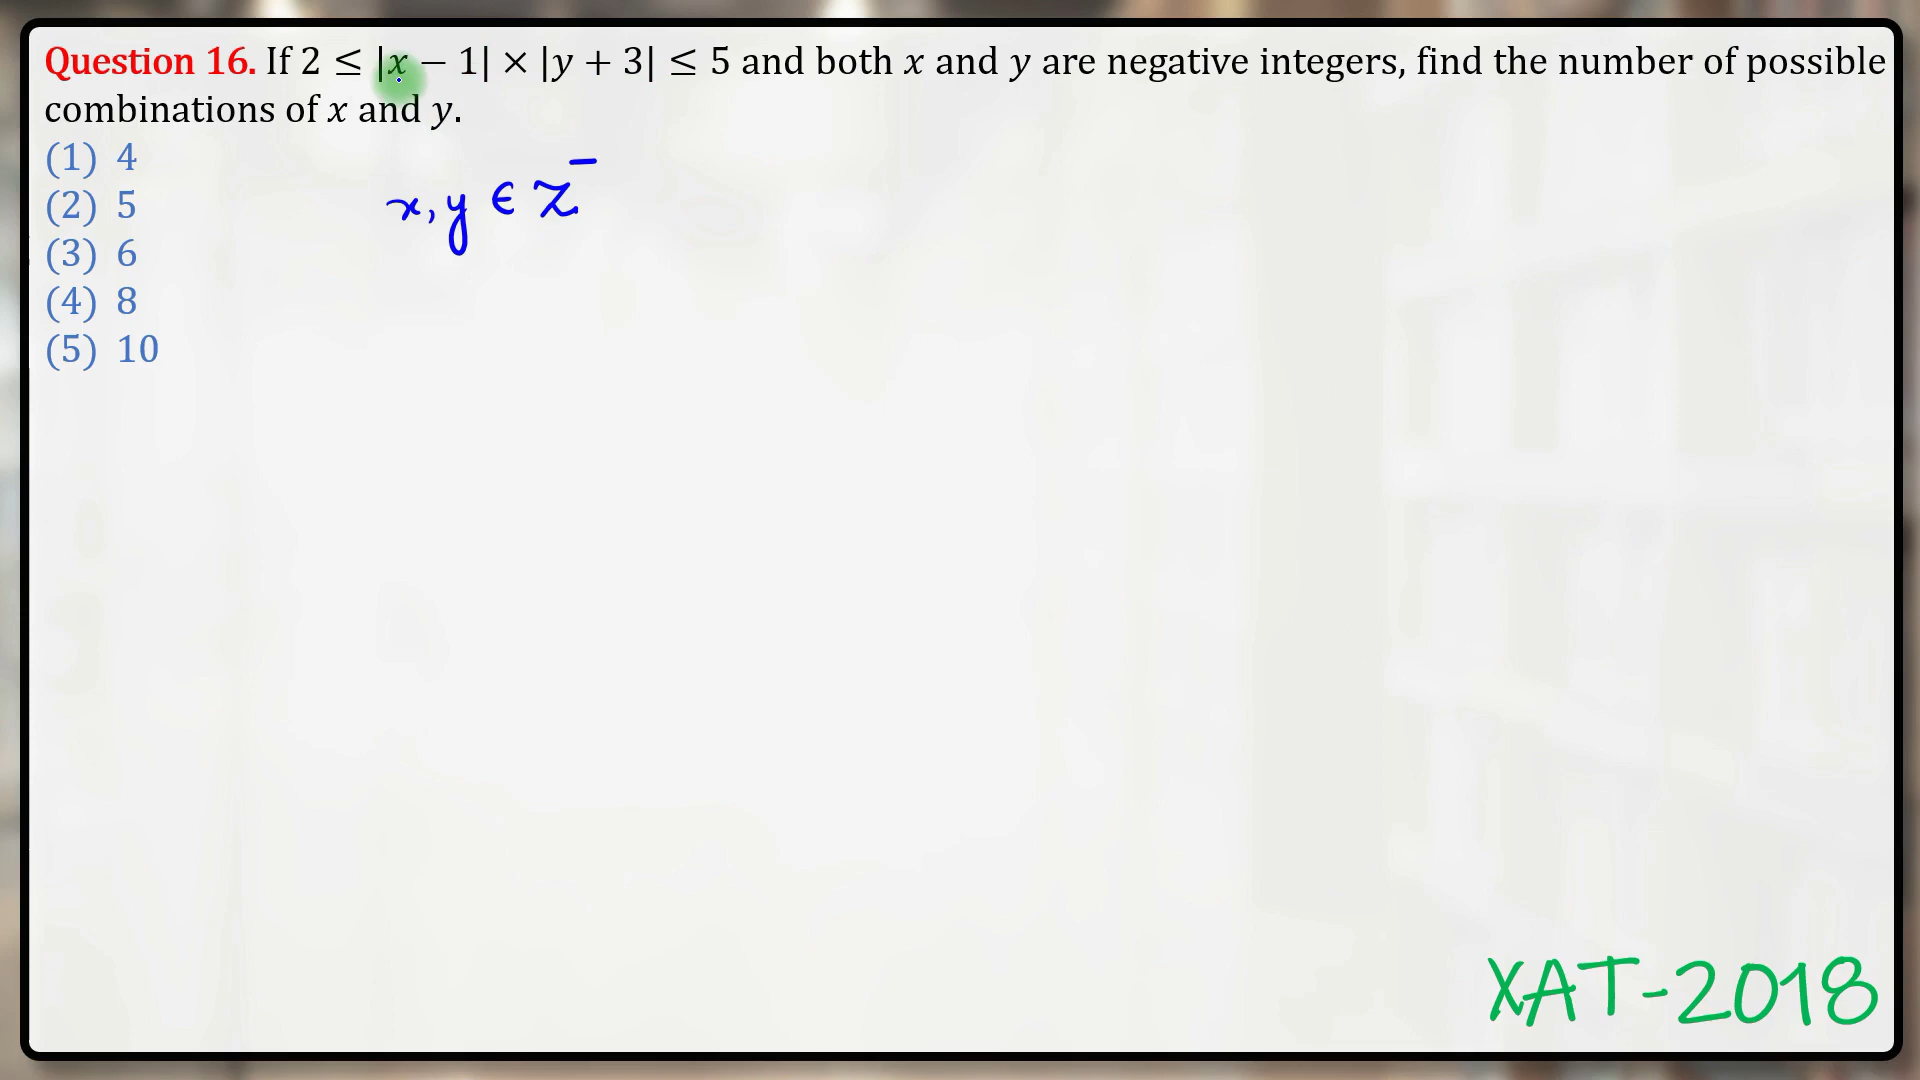 Question 16. If 2 ≤ |x − 1| × |y + 3| ≤ 5 and both x and y are negative integers, find the number of possible
combinations of x and y.
(1) 4
(2) 5
(3) 6
(4) 8
(5) 10
x, y ∈ Z⁻
XAT-2018